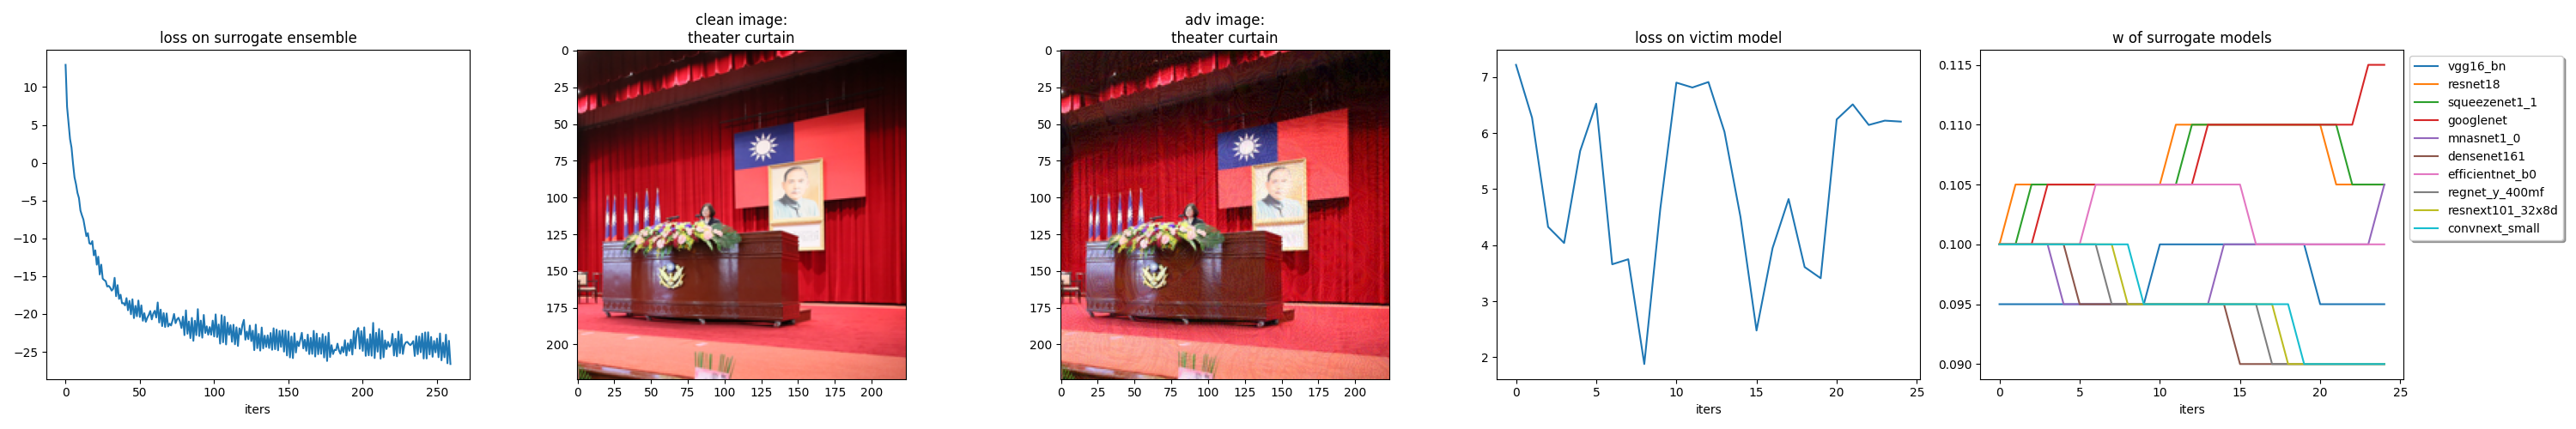 loss on surrogate ensemble
10
5
0
−5
−10
−15
−20
−25
0 50 100 150 200 250
iters
clean image:
theater curtain
0
25
50
75
100
125
150
175
200
0 25 50 75 100 125 150 175 200
adv image:
theater curtain
0
25
50
75
100
125
150
175
200
0 25 50 75 100 125 150 175 200
loss on victim model
7
6
5
4
3
2
0 5 10 15 20 25
iters
w of surrogate models
0.115
0.110
0.105
0.100
0.095
0.090
0 5 10 15 20 25
iters
vgg16_bn
resnet18
squeezenet1_1
googlenet
mnasnet1_0
densenet161
efficientnet_b0
regnet_y_400mf
resnext101_32x8d
convnext_small